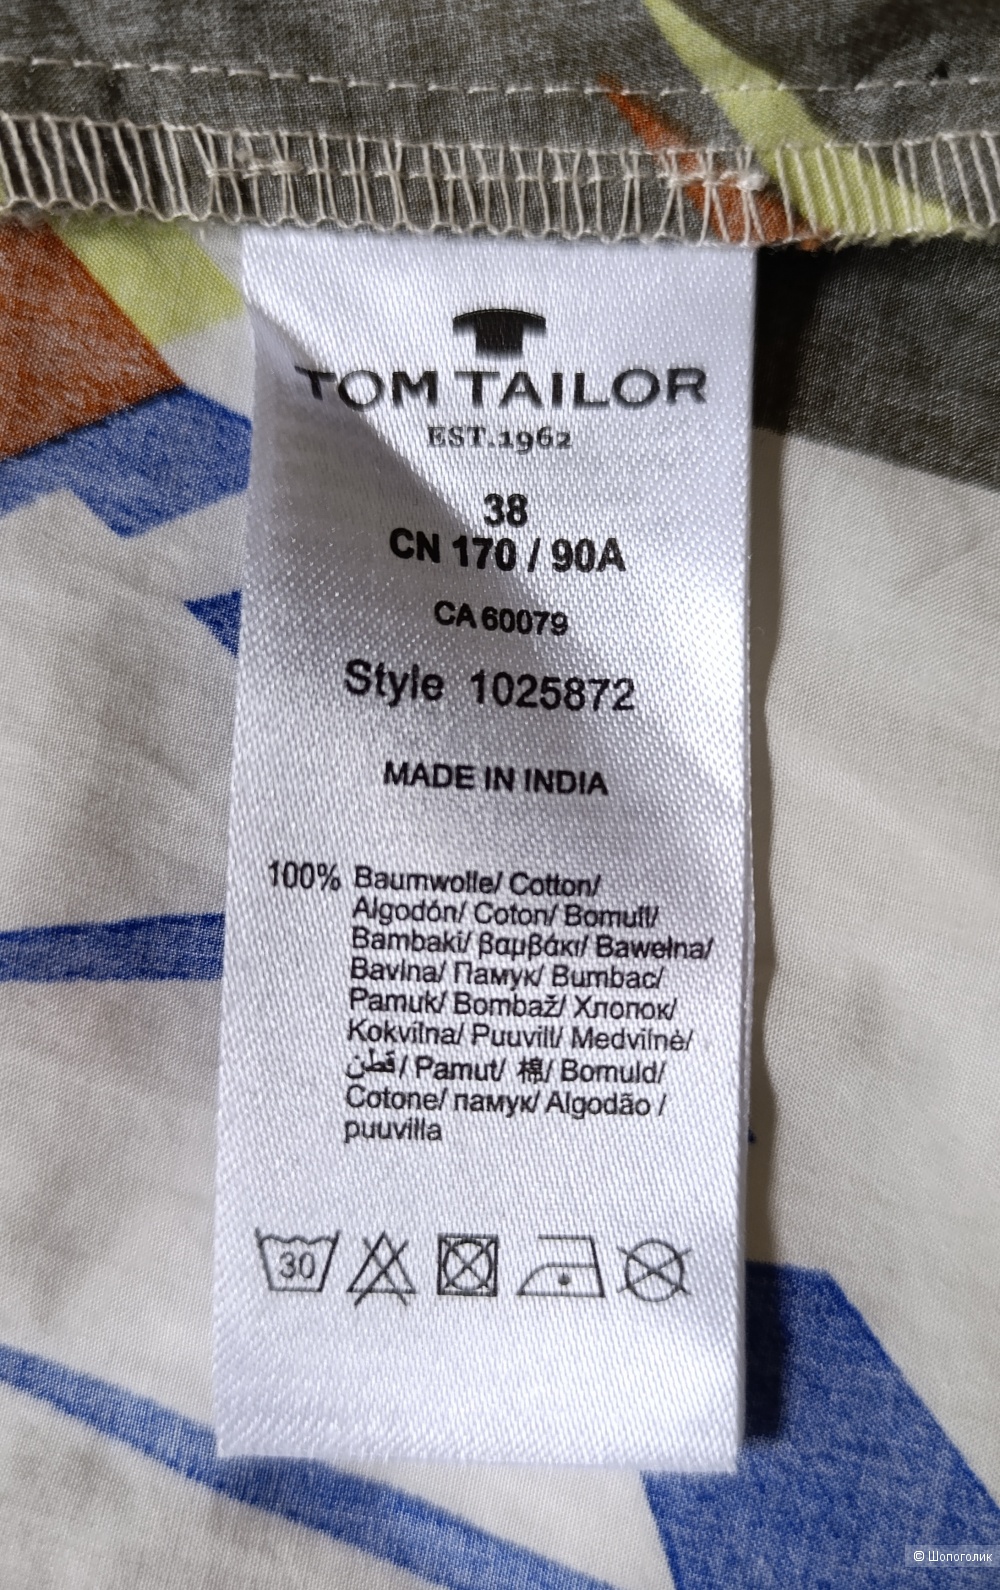 TOM TAILOR
EST.1962
38
CN 170 / 90A
CA 60079
Style 1025872
MADE IN INDIA
100% Baumwolle/ Cotton/
Algodón/ Coton/ Bomull/
Bambaki/ βαμβάκι/ Bawełna/
Bavlna/ Памук/ Bumbac/
Pamuk/ Bombaž/ Хлопок/
Kokvilna/ Puuvill/ Medvilnė/
قطن/ Pamut/ 棉/ Bomuld/
Cotone/ памук/ Algodão /
puuvilla
30
© Шопоголик